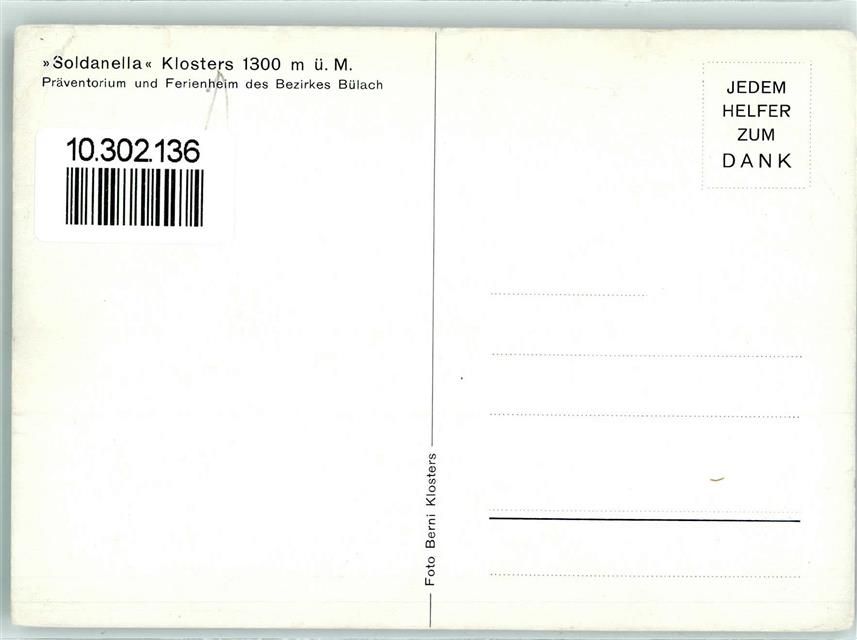 »Soldanella« Klosters 1300 m ü. M.
Präventorium und Ferienheim des Bezirkes Bülach
10.302.136
JEDEM
HELFER
ZUM
DANK
Foto Berni Klosters